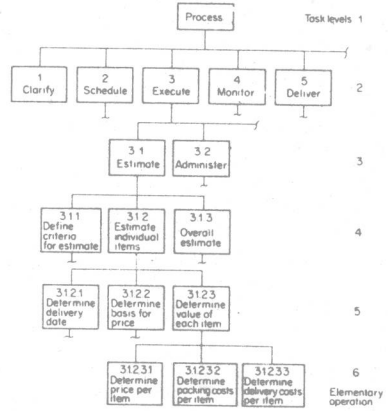 Process
Task levels 1
1
Clarify
2
Schedule
3
Execute
4
Monitor
5
Deliver
2
3 1
Estimate
3 2
Administer
3
311
Define
criteria
for estimate
312
Estimate
individual
items
313
Overall
estimate
4
3121
Determine
delivery
date
3122
Determine
basis for
price
3123
Determine
value of
each item
5
31231
Determine
price per
item
31232
Determine
packing costs
per item
31233
Determine
delivery costs
per item
6
Elementary
operation